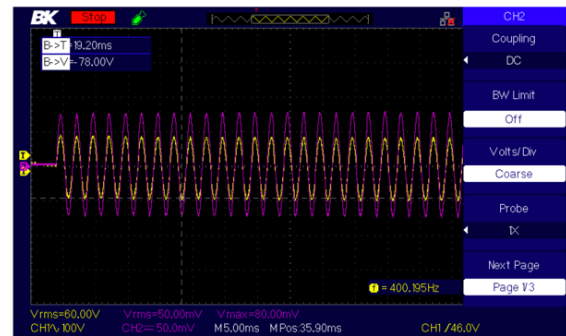 BK Stop CH2
T
B->T=19.20ms
B->V=-78.00V
Coupling
DC
BW Limit
Off
Volts/Div
Coarse
Probe
1X
Next Page
Page 1/3
T = 400.195Hz
Vrms=60.00V Vrms=50.00mV Vmax=80.00mV
CH1∿ 100V CH2= 50.0mV M5.00ms M Pos:35.90ms CH1 /46.0V